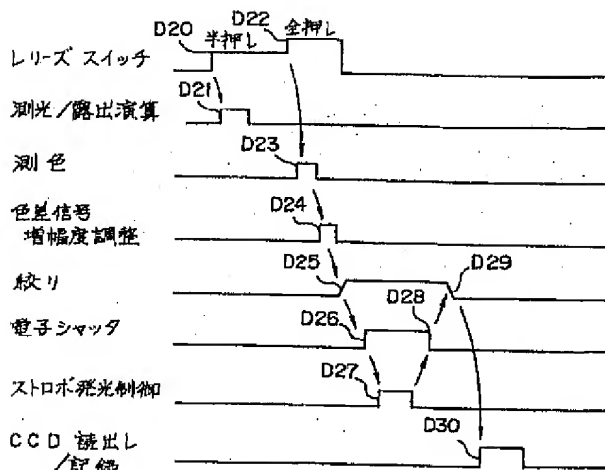 D20 半押し D22 全押し
レリーズ スイッチ
D21
測光/露出演算
D23
測色
D24
色差信号
増幅度調整
D25 D29
絞り
D26 D28
電子シャッタ
D27
ストロボ発光制御
D30
CCD 読出し
/記録